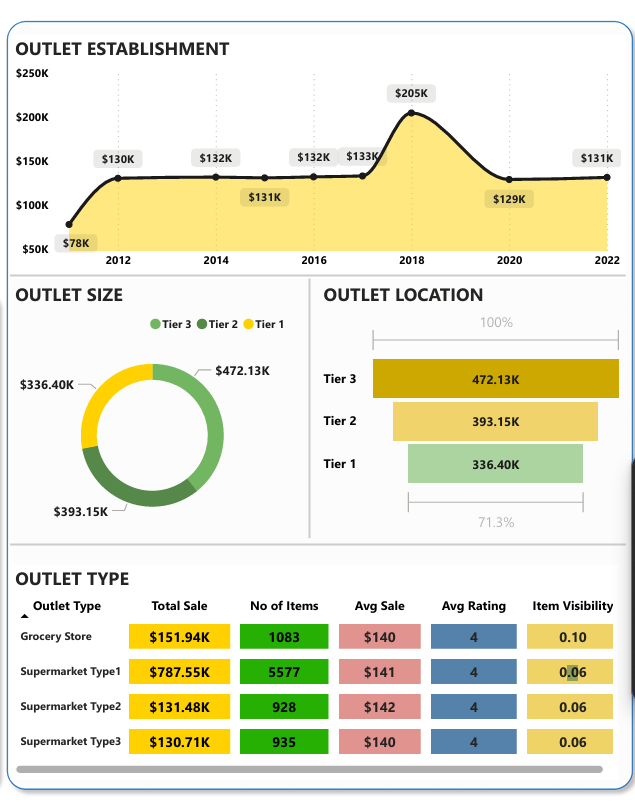 OUTLET ESTABLISHMENT
$250K
$200K
$150K
$100K
$50K
$78K
$130K
$132K
$131K
$132K
$133K
$205K
$129K
$131K
2012 2014 2016 2018 2020 2022
OUTLET SIZE
Tier 3 Tier 2 Tier 1
$336.40K
$472.13K
$393.15K
OUTLET LOCATION
100%
Tier 3 472.13K
Tier 2 393.15K
Tier 1 336.40K
71.3%
OUTLET TYPE
Outlet Type Total Sale No of Items Avg Sale Avg Rating Item Visibility
Grocery Store $151.94K 1083 $140 4 0.10
Supermarket Type1 $787.55K 5577 $141 4 0.06
Supermarket Type2 $131.48K 928 $142 4 0.06
Supermarket Type3 $130.71K 935 $140 4 0.06